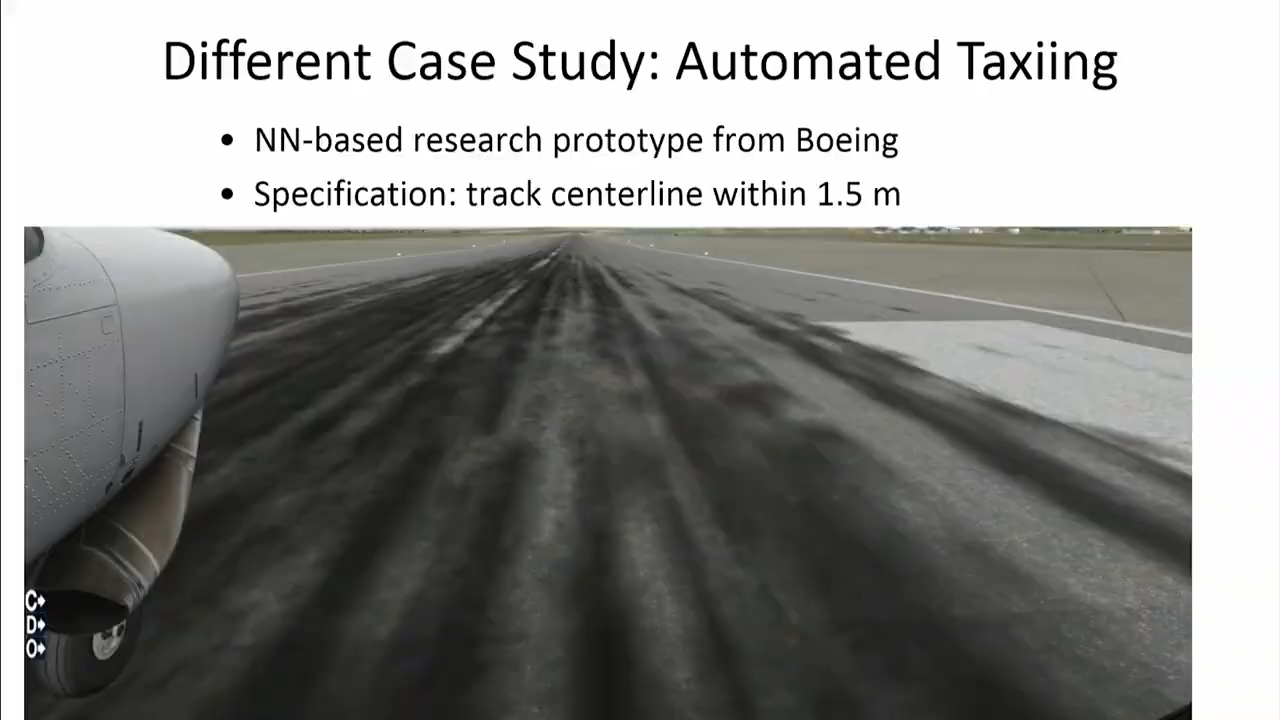 Different Case Study: Automated Taxiing
• NN-based research prototype from Boeing
• Specification: track centerline within 1.5 m
C
D
O